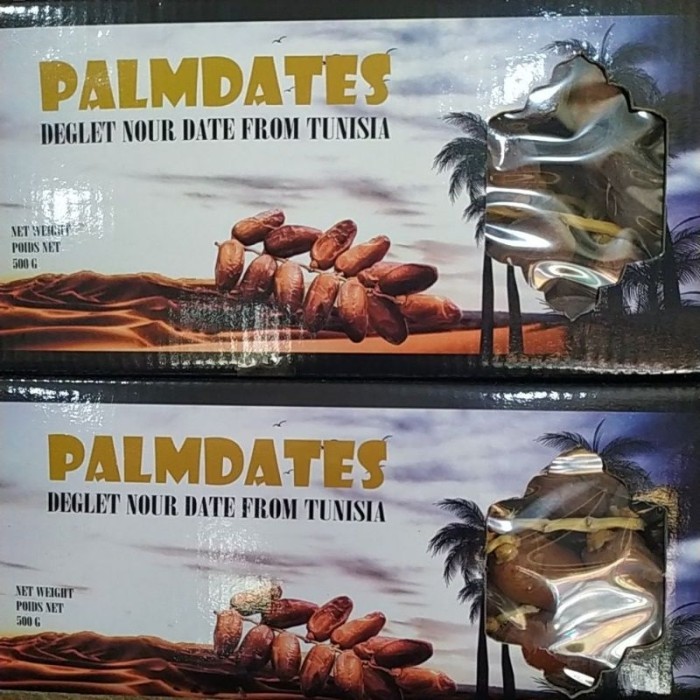 PALMDATES
DEGLET NOUR DATE FROM TUNISIA
NET WEIGHT
POIDS NET
500 G
PALMDATES
DEGLET NOUR DATE FROM TUNISIA
NET WEIGHT
POIDS NET
500 G